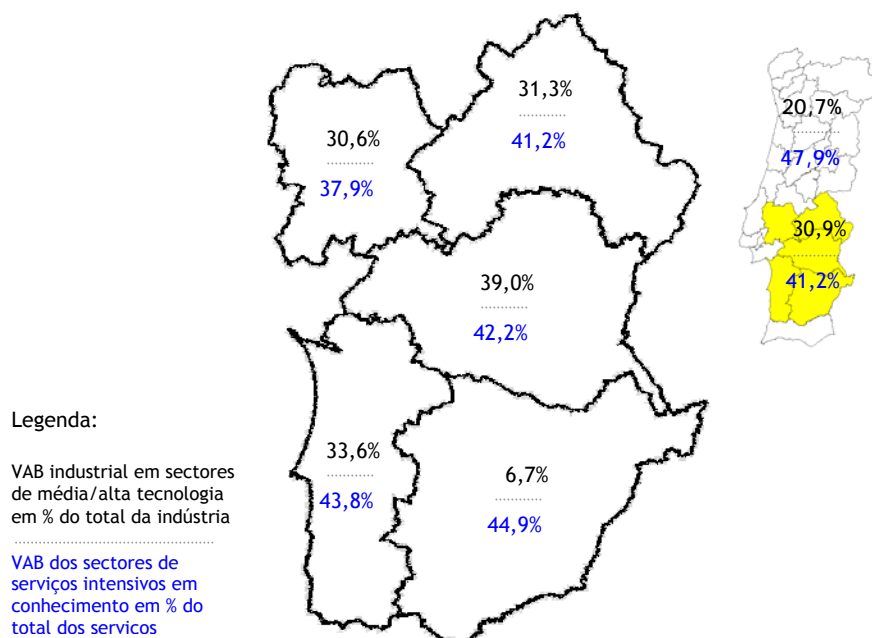 31,3%
41,2%
30,6%
37,9%
20,7%
47,9%
30,9%
41,2%
39,0%
42,2%
33,6%
43,8%
6,7%
44,9%
Legenda:
VAB industrial em sectores
de média/alta tecnologia
em % do total da indústria
VAB dos sectores de
serviços intensivos em
conhecimento em % do
total dos serviços